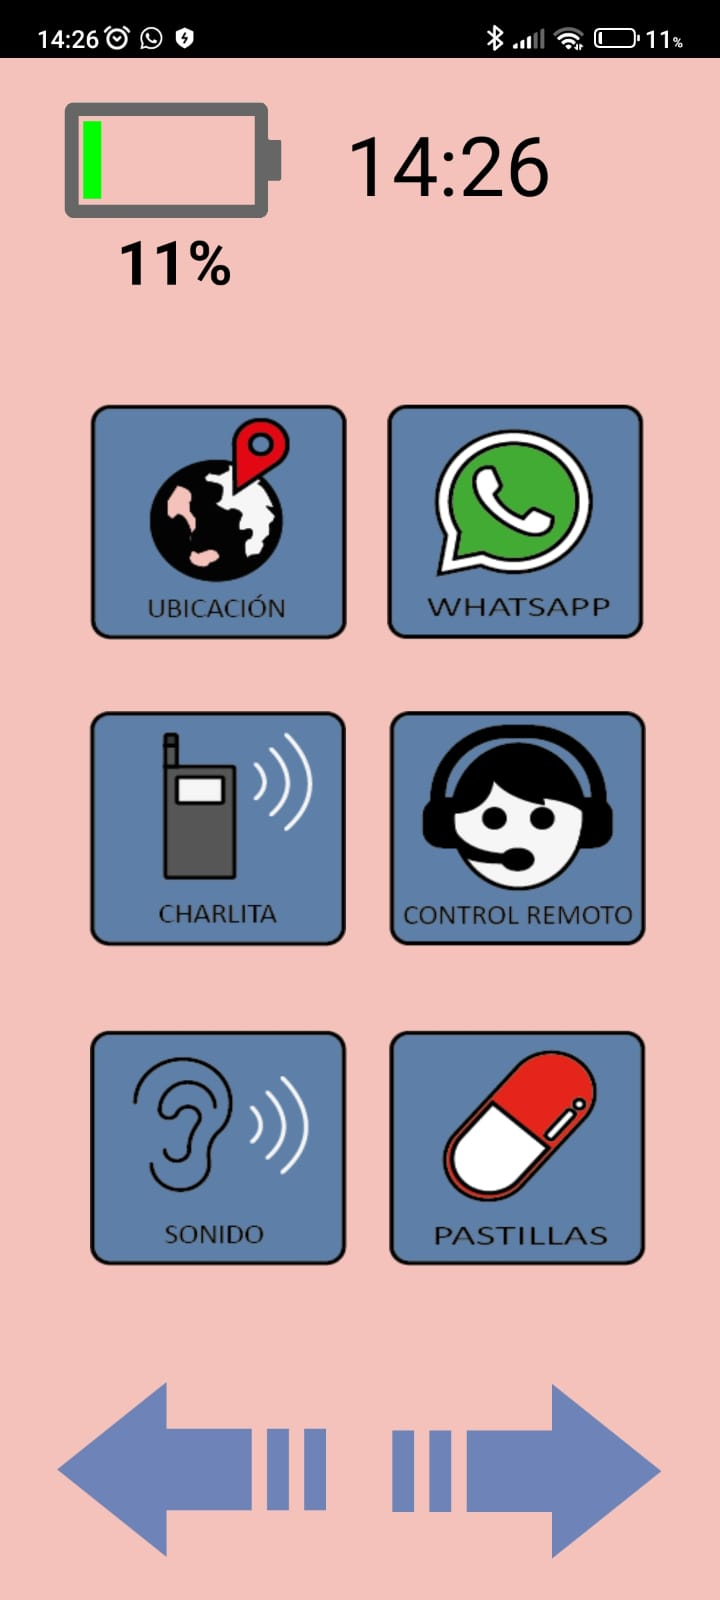 14:26 11%
14:26
11%
UBICACIÓN
WHATSAPP
CHARLITA
CONTROL REMOTO
SONIDO
PASTILLAS